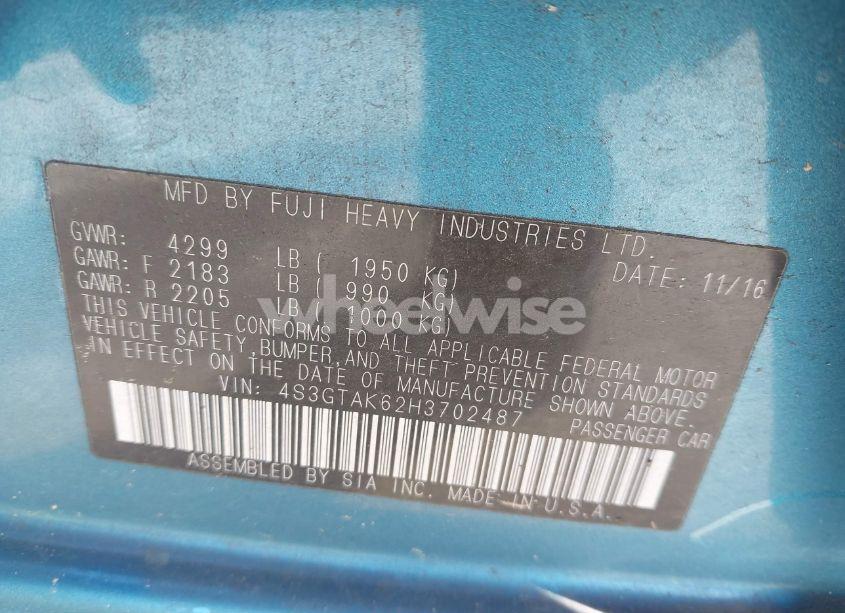 MFD BY FUJI HEAVY INDUSTRIES LTD.
GVWR: 4299 LB ( 1950 KG) DATE: 11/16
GAWR: F 2183 LB ( 990 KG)
GAWR: R 2205 LB ( 1000 KG)
THIS VEHICLE CONFORMS TO ALL APPLICABLE FEDERAL MOTOR
VEHICLE SAFETY, BUMPER, AND THEFT PREVENTION STANDARDS
IN EFFECT ON THE DATE OF MANUFACTURE SHOWN ABOVE.
VIN: 4S3GTAK62H3702487 PASSENGER CAR
ASSEMBLED BY SIA INC. MADE IN U.S.A.
wheelwise